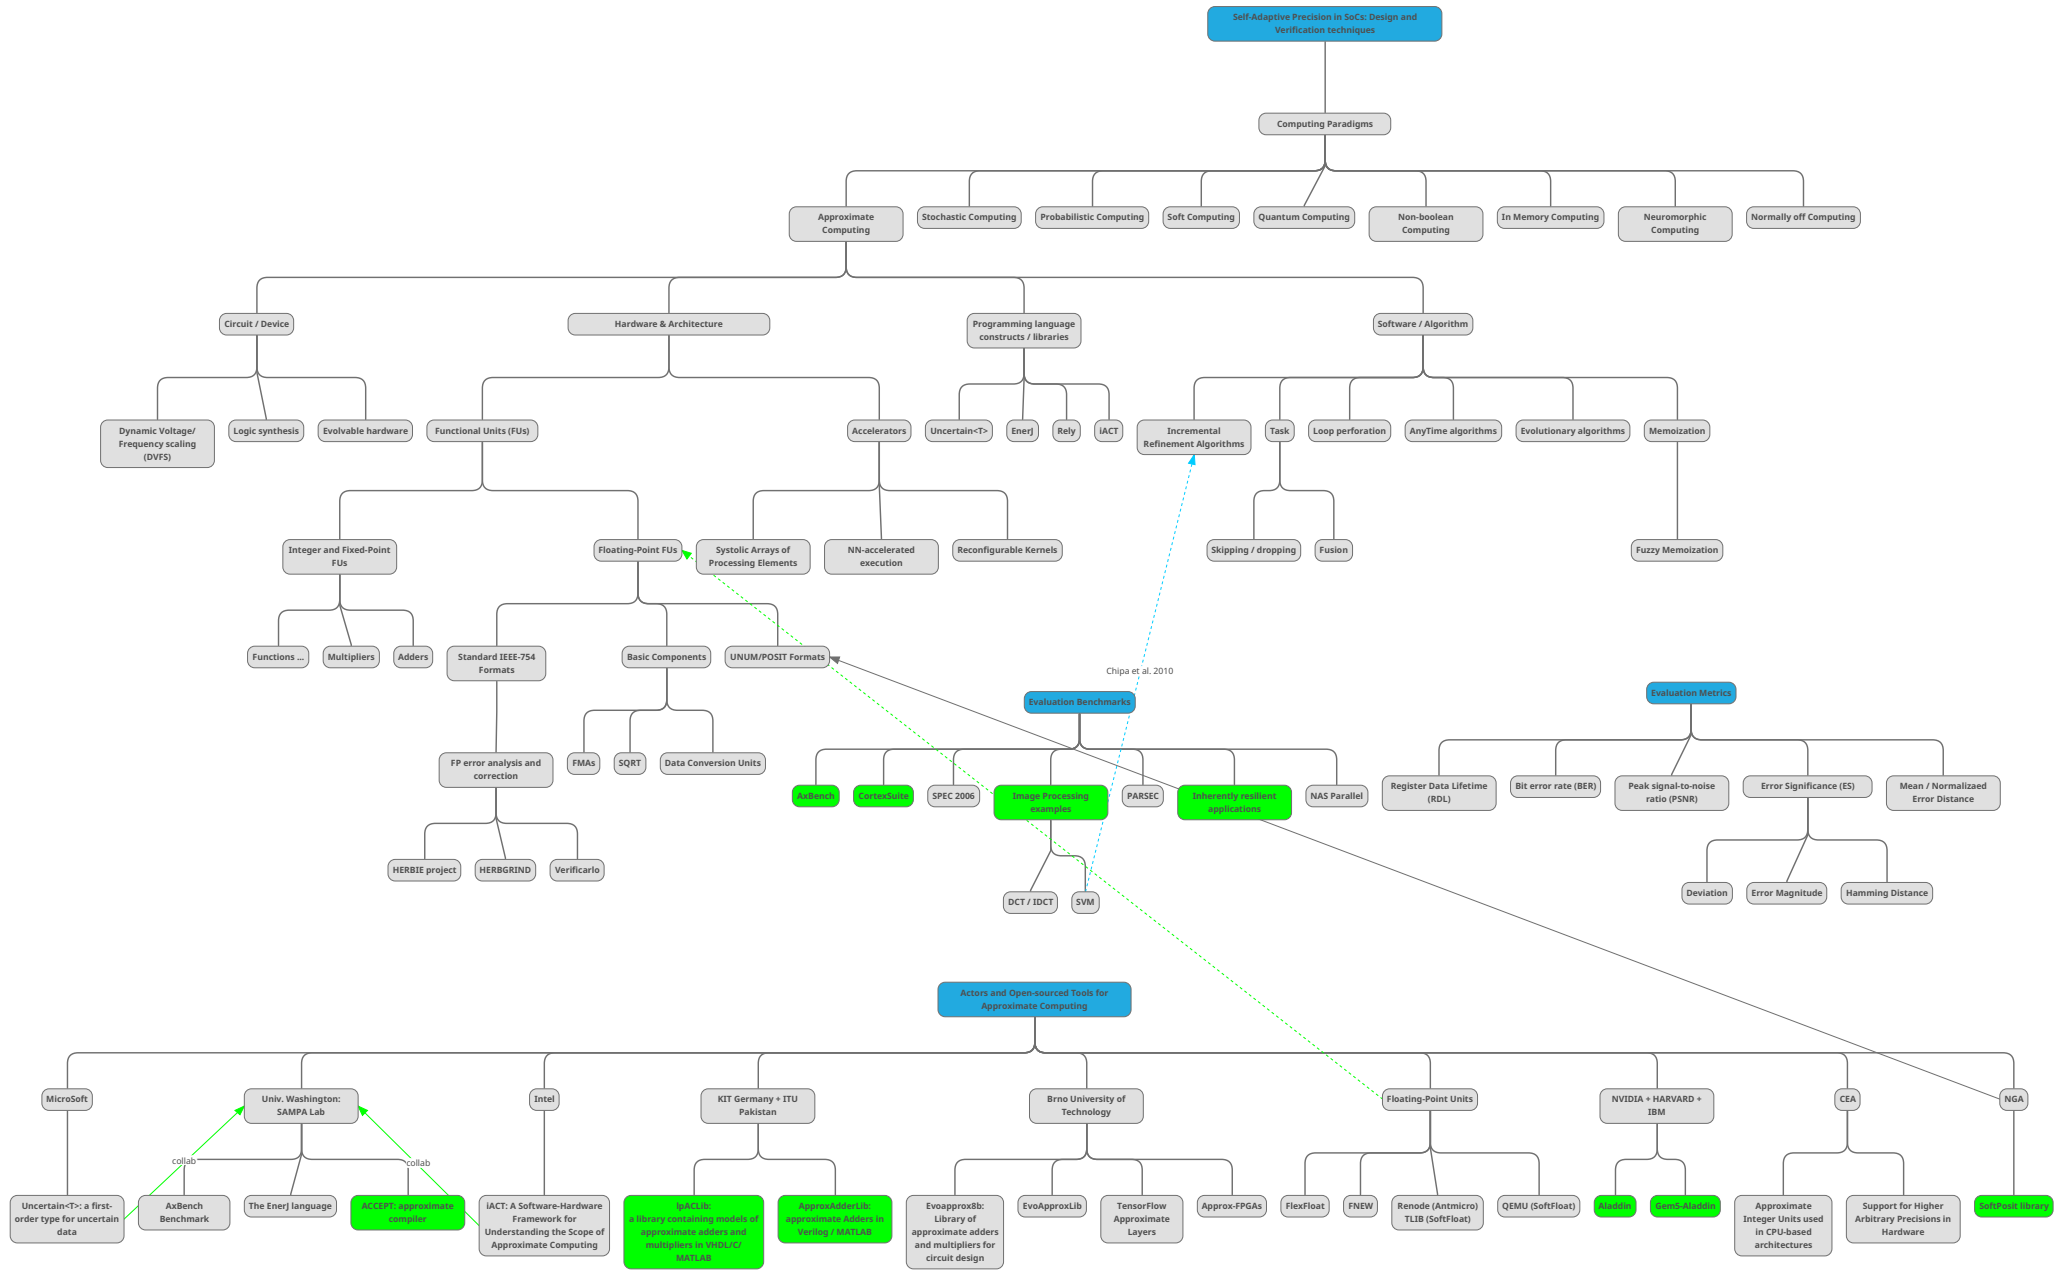 Self-Adaptive Precision in SoCs: Design and
Verification techniques
Computing Paradigms
Approximate
Computing
Stochastic Computing
Probabilistic Computing
Soft Computing
Quantum Computing
Non-boolean
Computing
In Memory Computing
Neuromorphic
Computing
Normally off Computing
Circuit / Device
Hardware & Architecture
Programming language
constructs / libraries
Software / Algorithm
Dynamic Voltage/
Frequency scaling
(DVFS)
Logic synthesis
Evolvable hardware
Functional Units (FUs)
Accelerators
Uncertain<T>
EnerJ
Rely
iACT
Incremental
Refinement Algorithms
Task
Loop perforation
AnyTime algorithms
Evolutionary algorithms
Memoization
Integer and Fixed-Point
FUs
Floating-Point FUs
Systolic Arrays of
Processing Elements
NN-accelerated
execution
Reconfigurable Kernels
Skipping / dropping
Fusion
Fuzzy Memoization
Functions ...
Multipliers
Adders
Standard IEEE-754
Formats
Basic Components
UNUM/POSIT Formats
Chipa et al. 2010
Evaluation Benchmarks
Evaluation Metrics
FP error analysis and
correction
FMAs
SQRT
Data Conversion Units
AxBench
CortexSuite
SPEC 2006
Image Processing
examples
PARSEC
Inherently resilient
applications
NAS Parallel
Register Data Lifetime
(RDL)
Bit error rate (BER)
Peak signal-to-noise
ratio (PSNR)
Error Significance (ES)
Mean / Normalizaed
Error Distance
HERBIE project
HERBGRIND
Verificarlo
DCT / IDCT
SVM
Deviation
Error Magnitude
Hamming Distance
Actors and Open-sourced Tools for
Approximate Computing
MicroSoft
Univ. Washington:
SAMPA Lab
Intel
KIT Germany + ITU
Pakistan
Brno University of
Technology
Floating-Point Units
NVIDIA + HARVARD +
IBM
CEA
NGA
collab
collab
Uncertain<T>: a first-
order type for uncertain
data
AxBench
Benchmark
The EnerJ language
ACCEPT: approximate
compiler
iACT: A Software-Hardware
Framework for
Understanding the Scope of
Approximate Computing
lpACLib:
a library containing models of
approximate adders and
multipliers in VHDL/C/
MATLAB
ApproxAdderLib:
approximate Adders in
Verilog / MATLAB
Evoapprox8b:
Library of
approximate adders
and multipliers for
circuit design
EvoApproxLib
TensorFlow
Approximate
Layers
Approx-FPGAs
FlexFloat
FNEW
Renode (Antmicro)
TLIB (SoftFloat)
QEMU (SoftFloat)
Aladdin
Gem5-Aladdin
Approximate
Integer Units used
in CPU-based
architectures
Support for Higher
Arbitrary Precisions in
Hardware
SoftPosit library